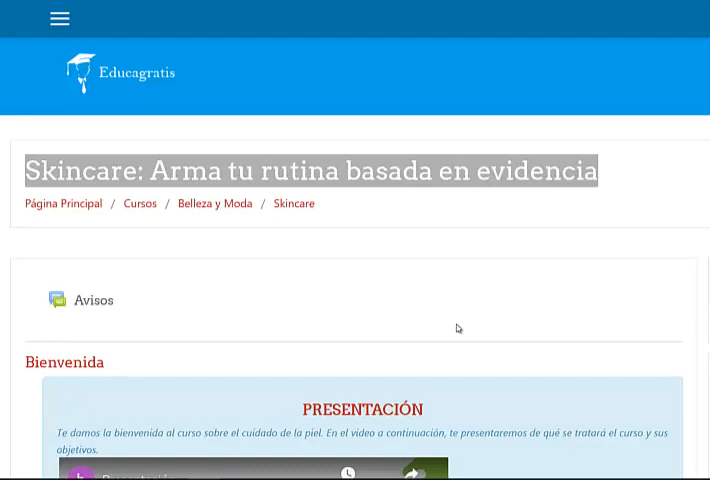 Educagratis
Skincare: Arma tu rutina basada en evidencia
Página Principal / Cursos / Belleza y Moda / Skincare
Avisos
Bienvenida
PRESENTACIÓN
Te damos la bienvenida al curso sobre el cuidado de la piel. En el video a continuación, te presentaremos de qué se tratará el curso y sus
objetivos.